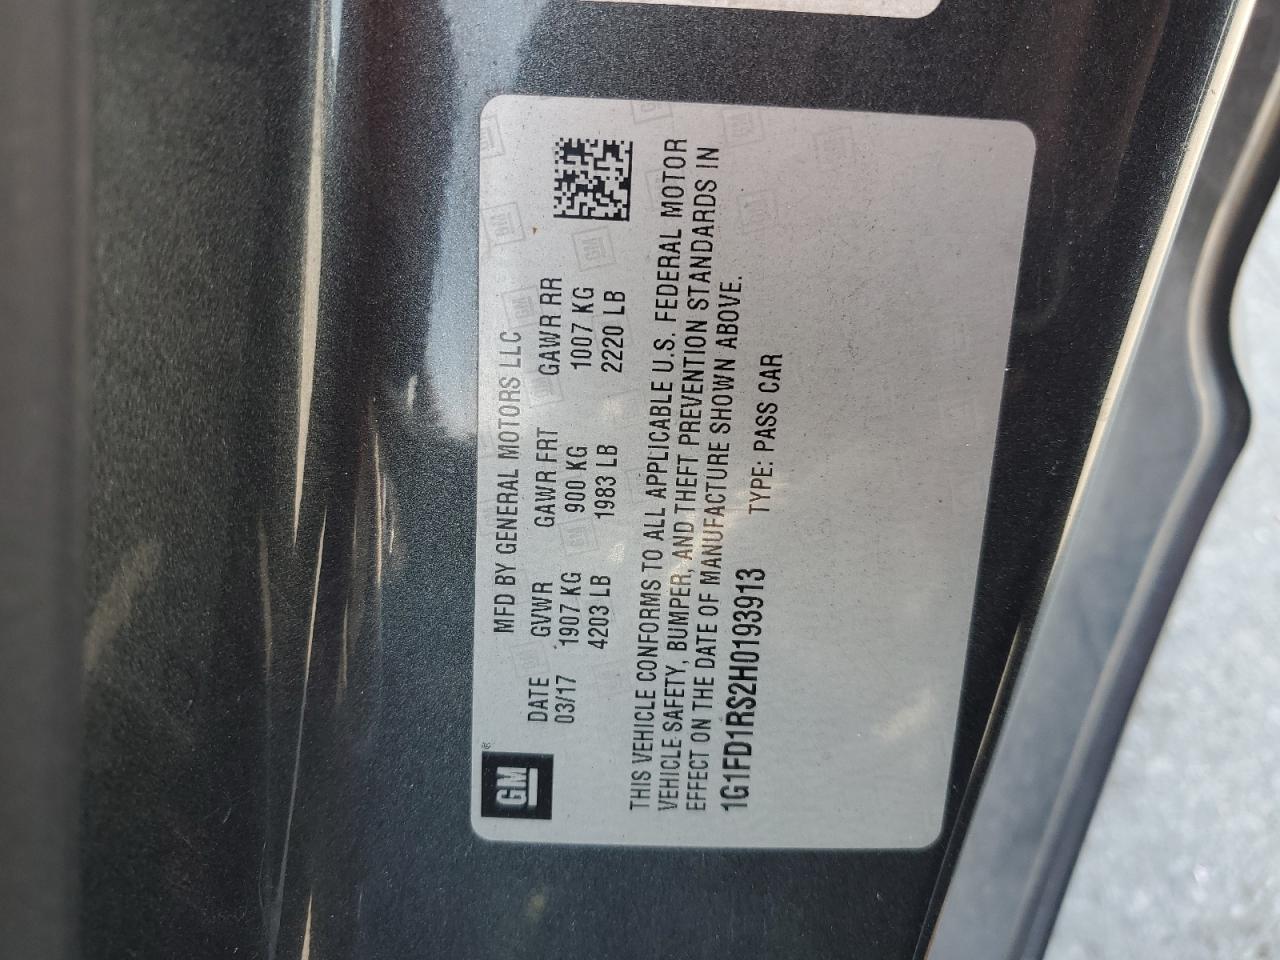 MFD BY GENERAL MOTORS LLC
DATE GVWR GAWR FRT GAWR RR
03/17 1907 KG 900 KG 1007 KG
4203 LB 1983 LB 2220 LB
GM®
THIS VEHICLE CONFORMS TO ALL APPLICABLE U.S. FEDERAL MOTOR
VEHICLE SAFETY, BUMPER, AND THEFT PREVENTION STANDARDS IN
EFFECT ON THE DATE OF MANUFACTURE SHOWN ABOVE.
1G1FD1RS2H0193913 TYPE: PASS CAR